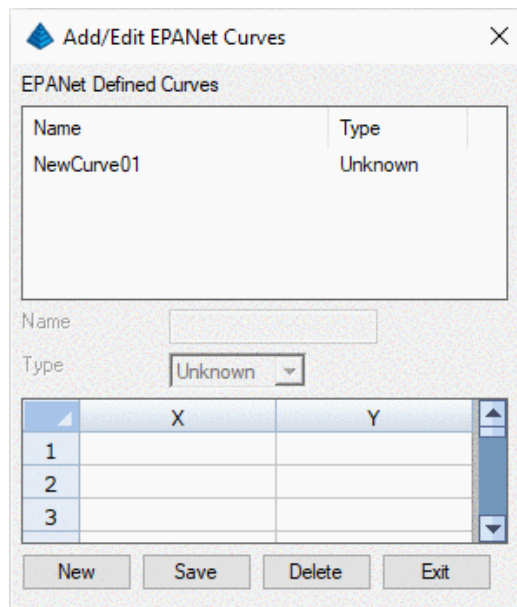 Add/Edit EPANet Curves
EPANet Defined Curves
Name Type
NewCurve01 Unknown
Name
Type Unknown
X Y
1
2
3
New Save Delete Exit